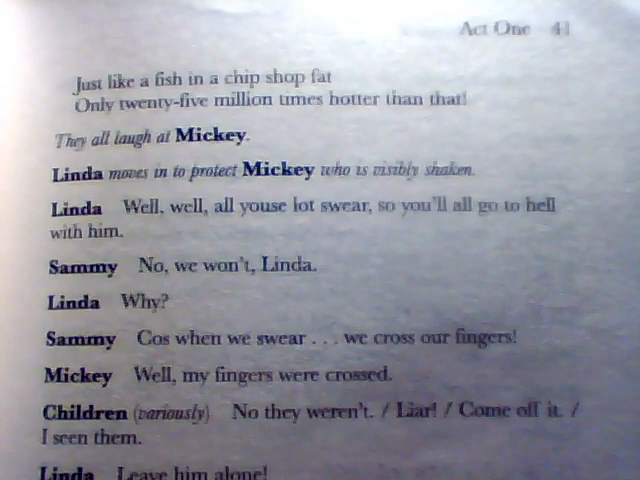 Act One 41
Just like a fish in a chip shop fat
Only twenty-five million times hotter than that!
They all laugh at Mickey.
Linda moves in to protect Mickey who is visibly shaken.
Linda Well, well, all youse lot swear, so you'll all go to hell
with him.
Sammy No, we won't, Linda.
Linda Why?
Sammy Cos when we swear . . . we cross our fingers!
Mickey Well, my fingers were crossed.
Children (variously) No they weren't. / Liar! / Come off it. /
I seen them.
Linda Leave him alone!